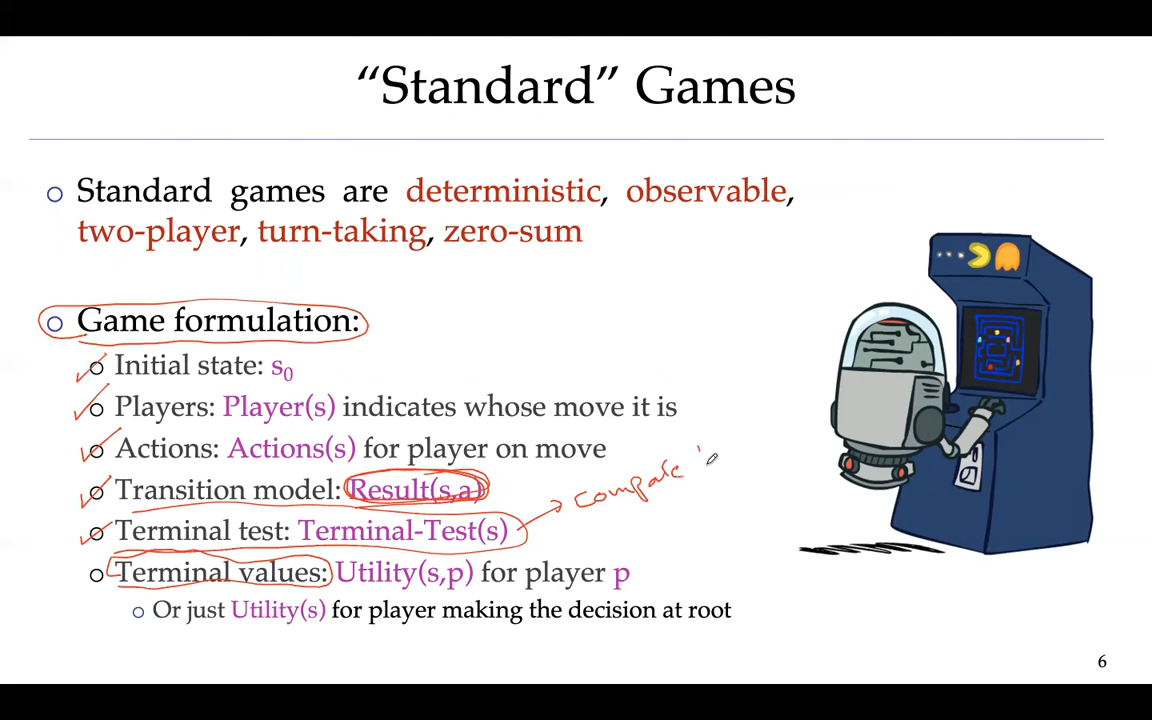 “Standard” Games
Standard games are deterministic, observable,
two-player, turn-taking, zero-sum
Game formulation:
Initial state: s0
Players: Player(s) indicates whose move it is
Actions: Actions(s) for player on move
Transition model: Result(s,a)
Terminal test: Terminal-Test(s)
compare
Terminal values: Utility(s,p) for player p
Or just Utility(s) for player making the decision at root
6